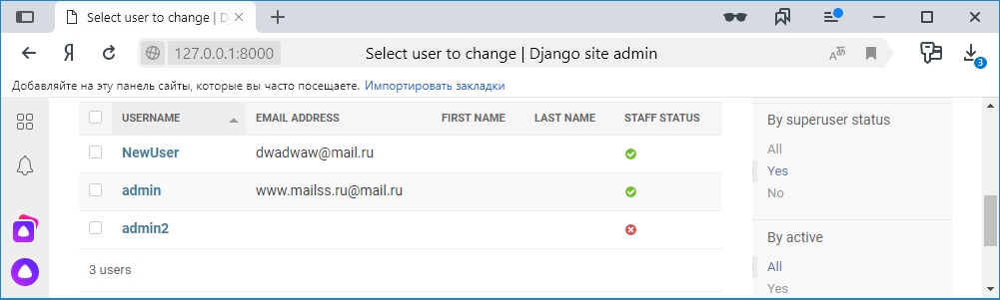 Select user to change | D
Я 127.0.0.1:8000 Select user to change | Django site admin
3
Добавляйте на эту панель сайты, которые вы часто посещаете. Импортировать закладки
USERNAME EMAIL ADDRESS FIRST NAME LAST NAME STAFF STATUS
NewUser dwadwaw@mail.ru
admin www.mailss.ru@mail.ru
admin2
3 users
By superuser status
All
Yes
No
By active
All
Yes